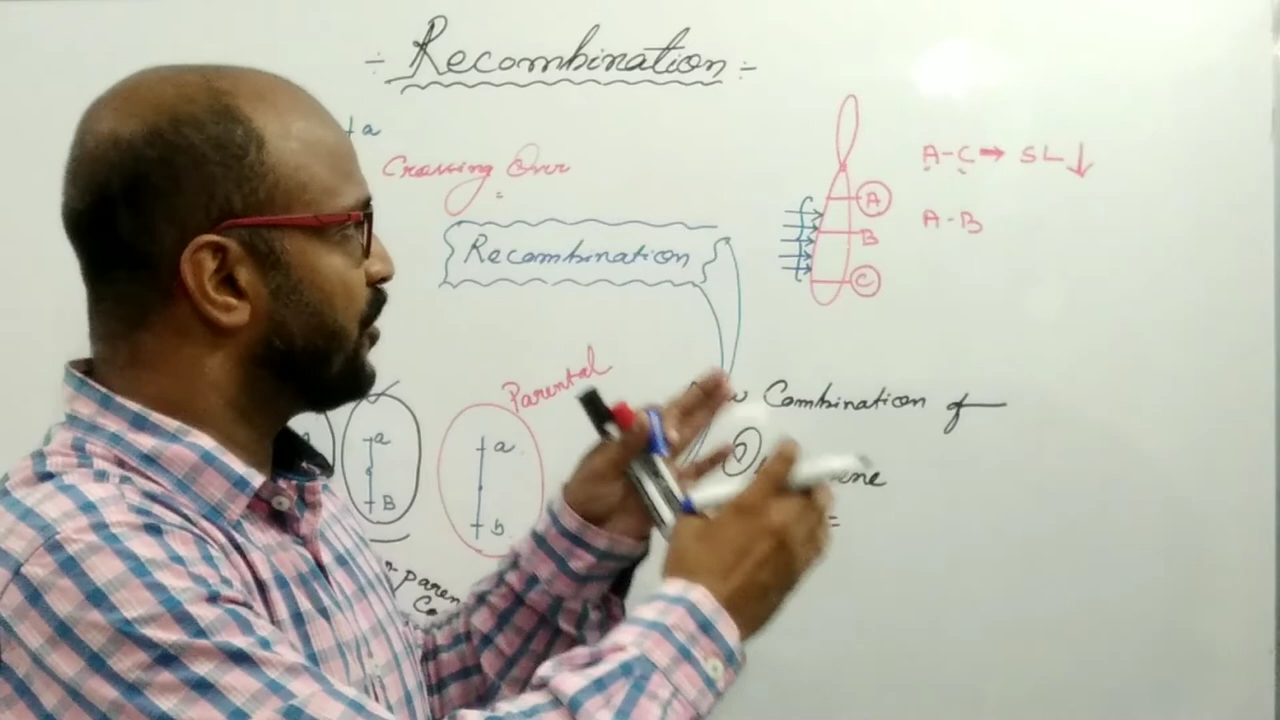 Recombination
a
Crossing Over
A-C → SL ↓
A
A-B
B
Recombination
C
Parental
Combination of
a
a
B
b